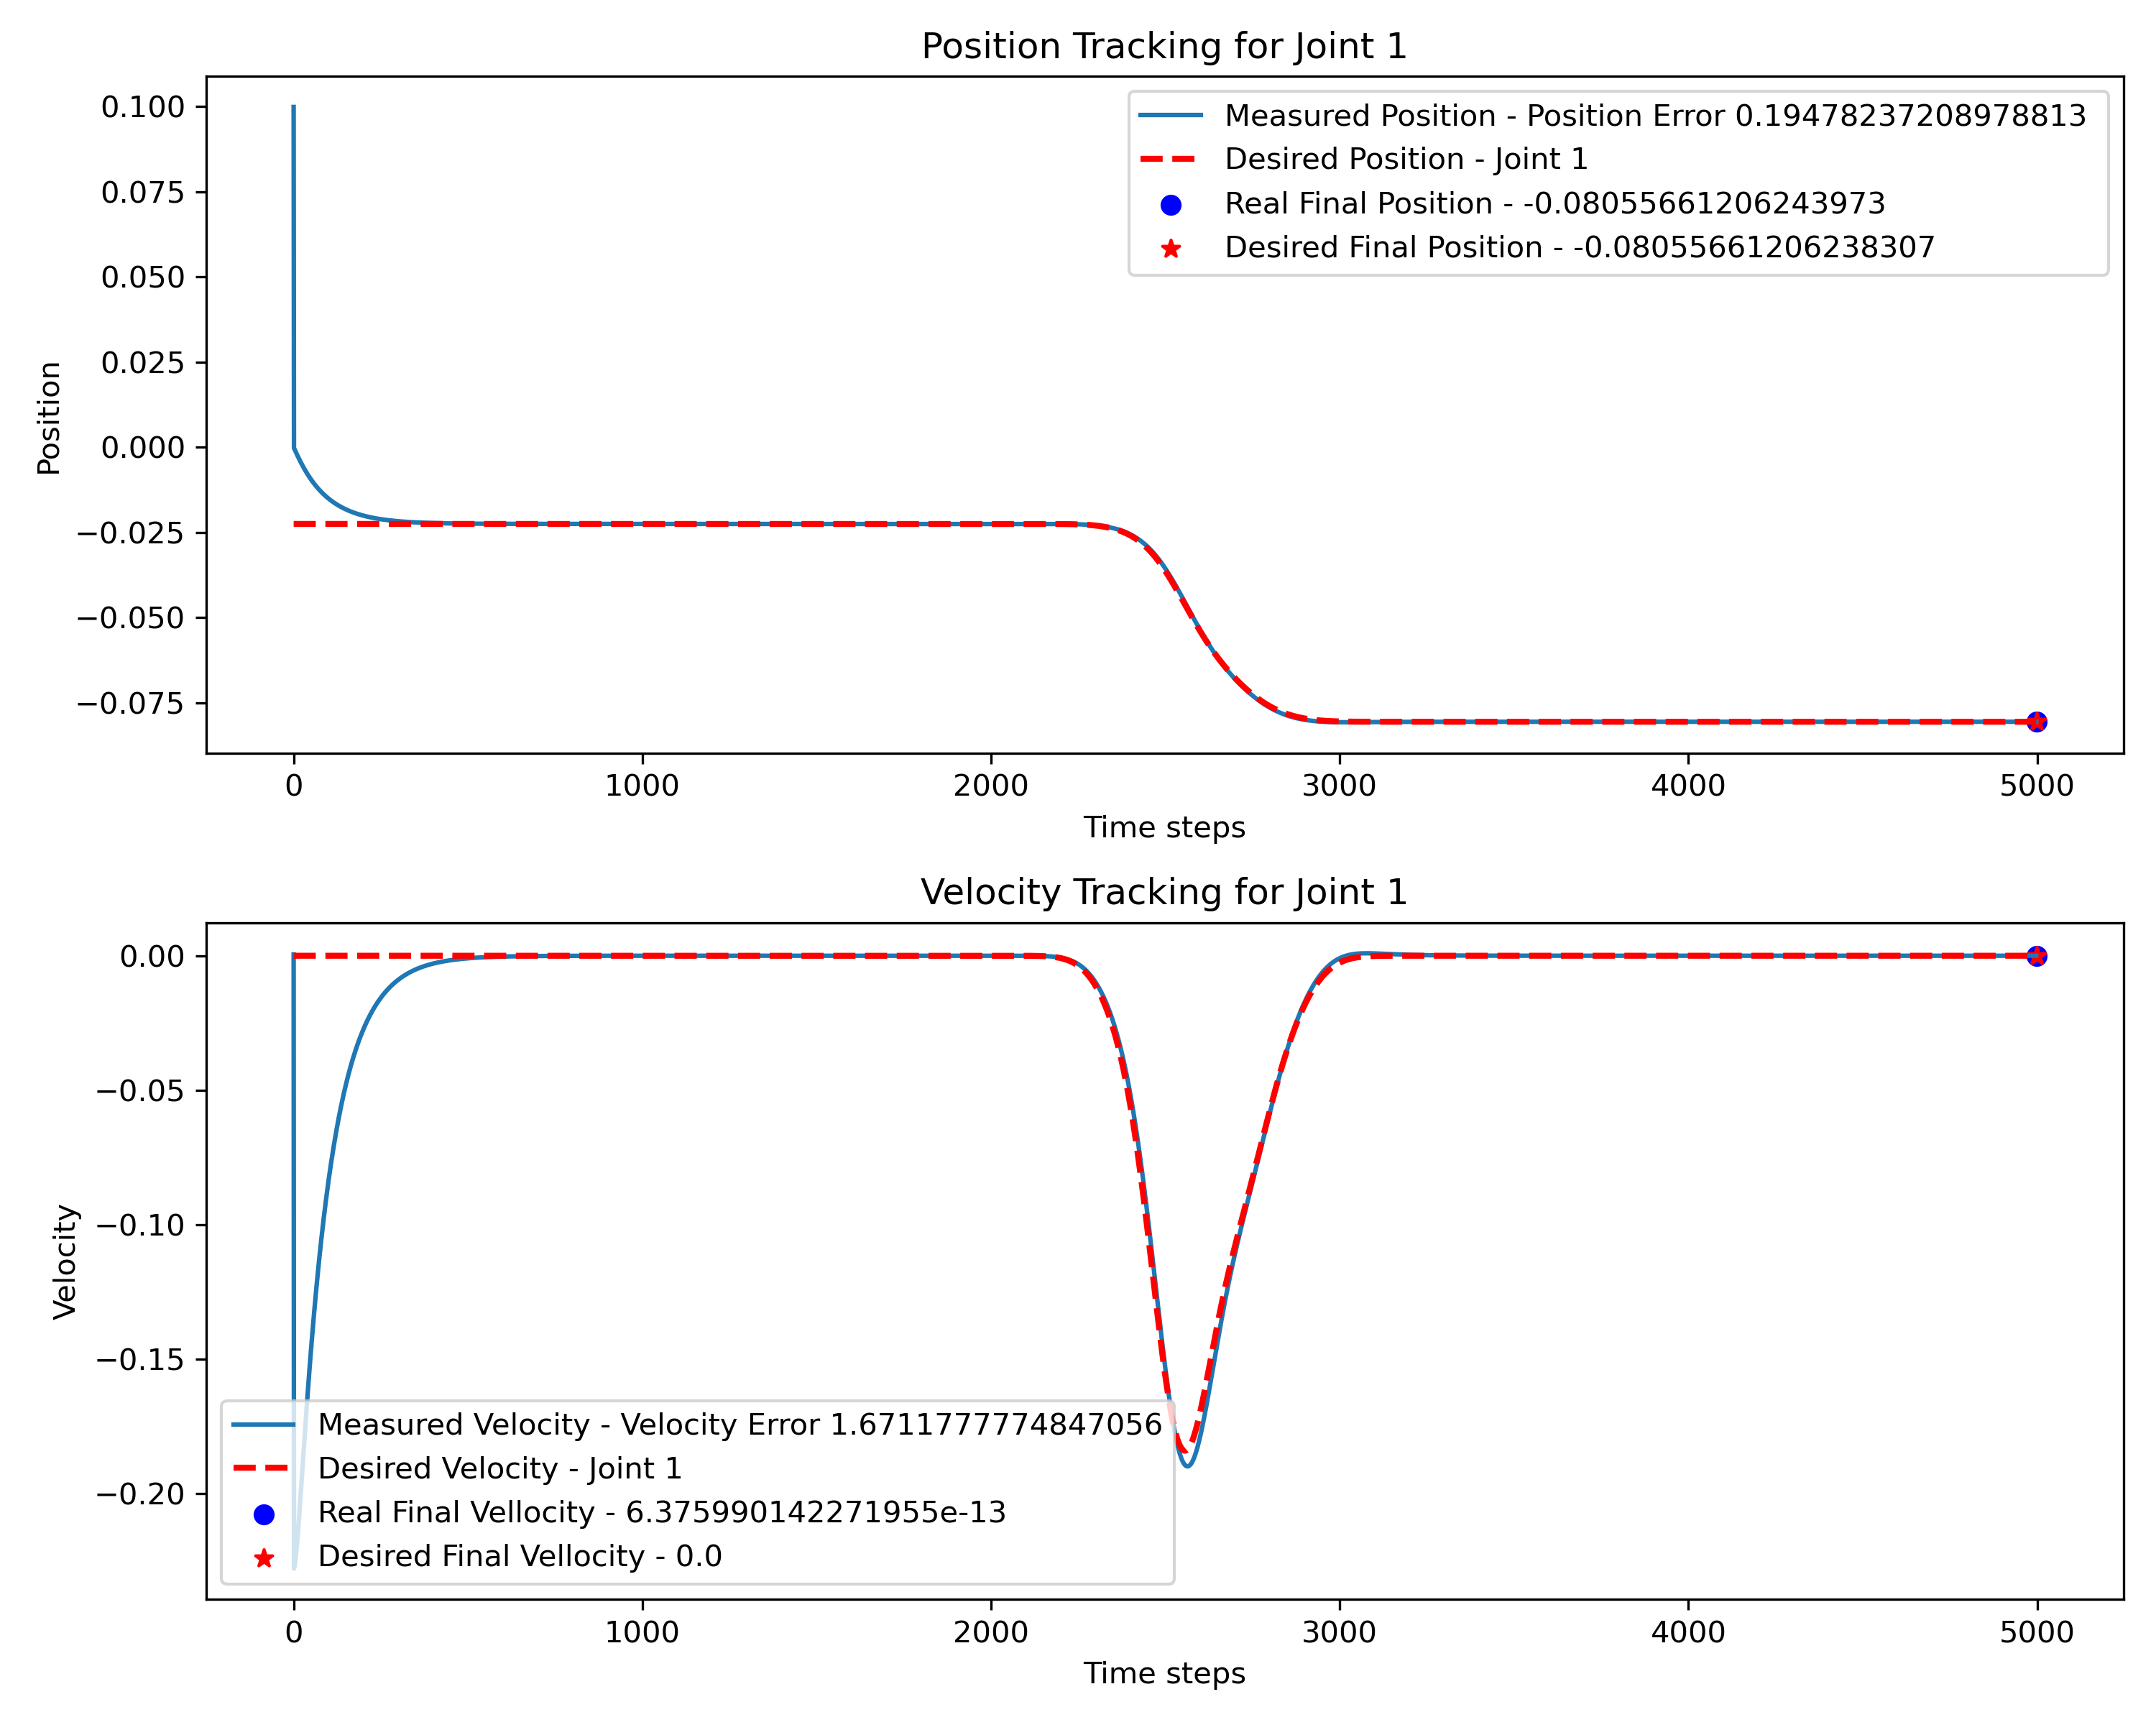 Position Tracking for Joint 1
0.100
0.075
0.050
0.025
0.000
−0.025
−0.050
−0.075
Position
Measured Position - Position Error 0.19478237208978813
Desired Position - Joint 1
Real Final Position - -0.08055661206243973
Desired Final Position - -0.08055661206238307
0 1000 2000 3000 4000 5000
Time steps
Velocity Tracking for Joint 1
0.00
−0.05
−0.10
−0.15
−0.20
Velocity
Measured Velocity - Velocity Error 1.67117777774847056
Desired Velocity - Joint 1
Real Final Vellocity - 6.375990142271955e-13
Desired Final Vellocity - 0.0
0 1000 2000 3000 4000 5000
Time steps